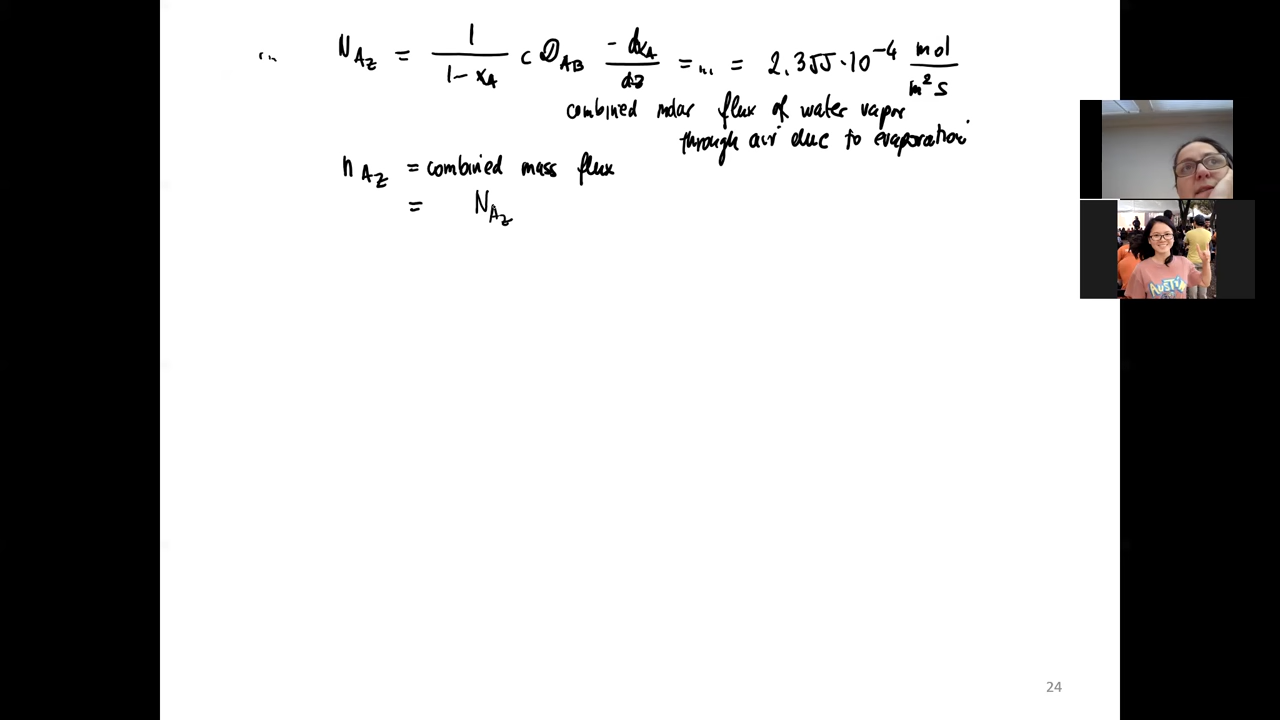 N_Az = 1/(1-x_A) c D_AB -dx_A/dz = ... = 2.355·10^-4 mol/m²s
combined molar flux of water vapor
through air due to evaporation
n_Az = combined mass flux
= N_Az
AUSTIN
24